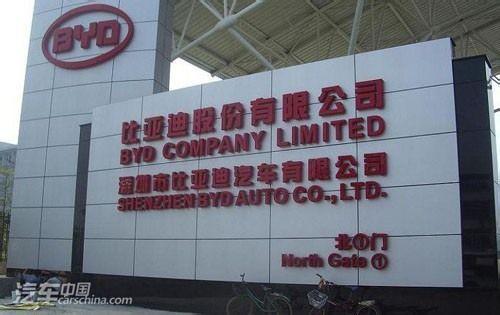 BYD
比亚迪股份有限公司
BYD COMPANY LIMITED
深圳市比亚迪汽车有限公司
SHENZHEN BYD AUTO CO.,LTD.
北①门
North Gate ①
汽车中国
carschina.com